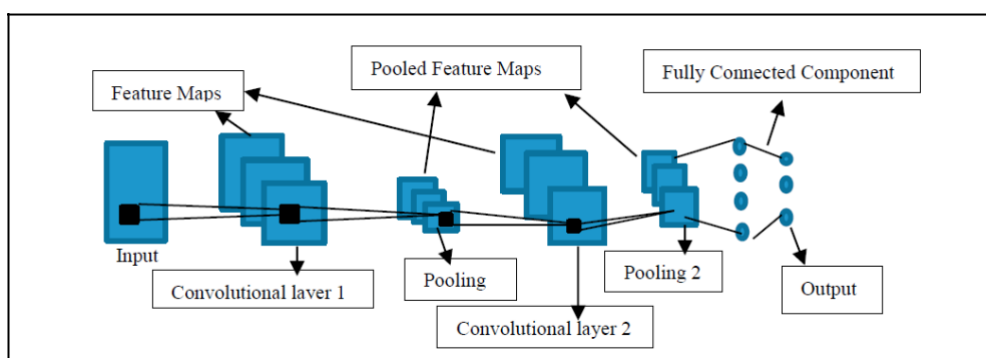 Pooled Feature Maps
Fully Connected Component
Feature Maps
Input
Convolutional layer 1
Pooling
Convolutional layer 2
Pooling 2
Output